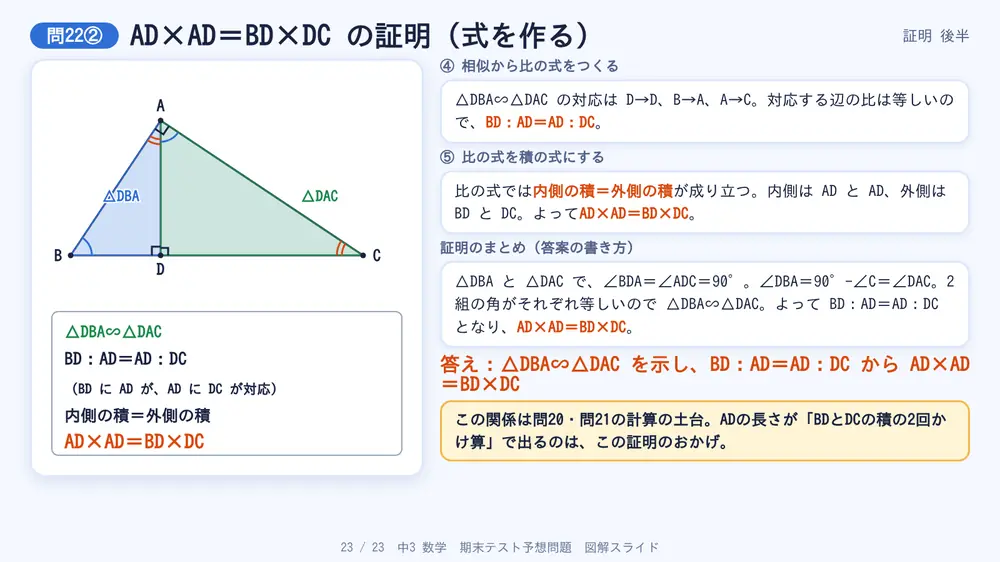 問22② AD×AD＝BD×DC の証明（式を作る）
証明 後半
A
△DBA
△DAC
B
D
C
△DBA∽△DAC
BD：AD＝AD：DC
（BD に AD が、AD に DC が対応）
内側の積＝外側の積
AD×AD＝BD×DC
④ 相似から比の式をつくる
△DBA∽△DAC の対応は D→D、B→A、A→C。対応する辺の比は等しいの
で、BD：AD＝AD：DC。
⑤ 比の式を積の式にする
比の式では内側の積＝外側の積が成り立つ。内側は AD と AD、外側は
BD と DC。よってAD×AD＝BD×DC。
証明のまとめ（答案の書き方）
△DBA と △DAC で、∠BDA＝∠ADC＝90°。∠DBA＝90°−∠C＝∠DAC。2
組の角がそれぞれ等しいので △DBA∽△DAC。よって BD：AD＝AD：DC
となり、AD×AD＝BD×DC。
答え：△DBA∽△DAC を示し、BD：AD＝AD：DC から AD×AD
＝BD×DC
この関係は問20・問21の計算の土台。ADの長さが「BDとDCの積の2回か
け算」で出るのは、この証明のおかげ。
23 / 23 中3 数学 期末テスト予想問題 図解スライド